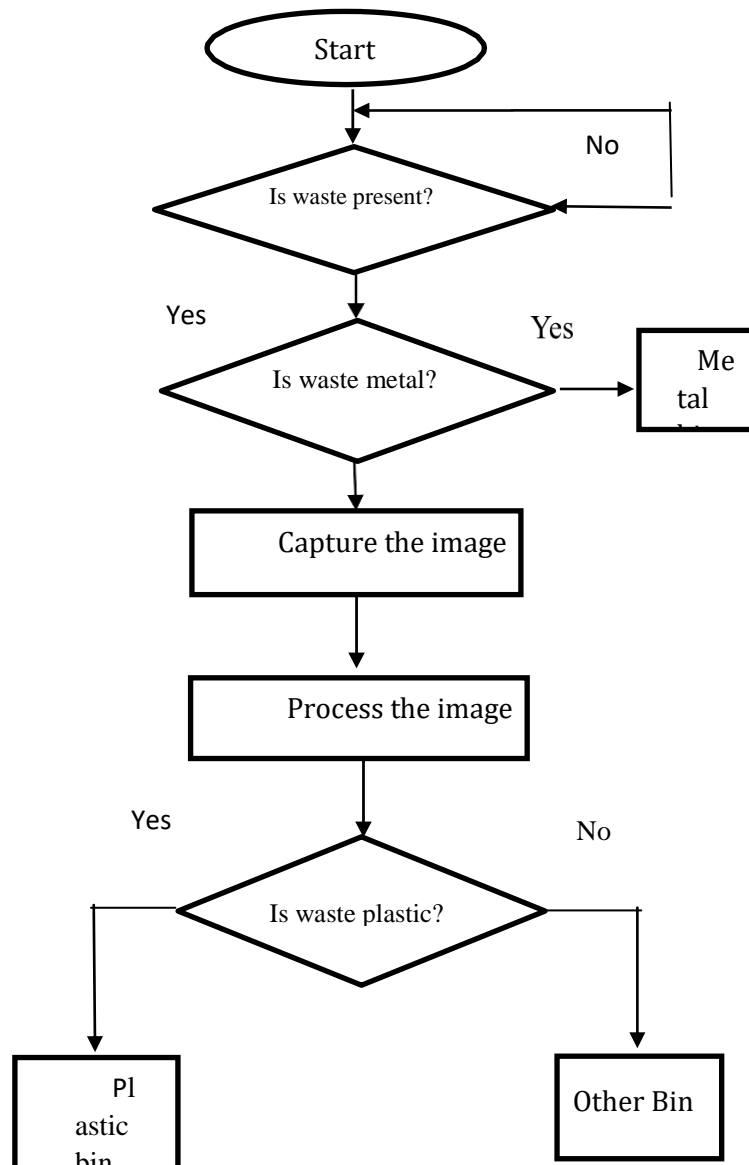 Start
No
Is waste present?
Yes
Yes
Is waste metal?
Me
tal
Capture the image
Process the image
Yes
No
Is waste plastic?
Pl
astic
bin
Other Bin